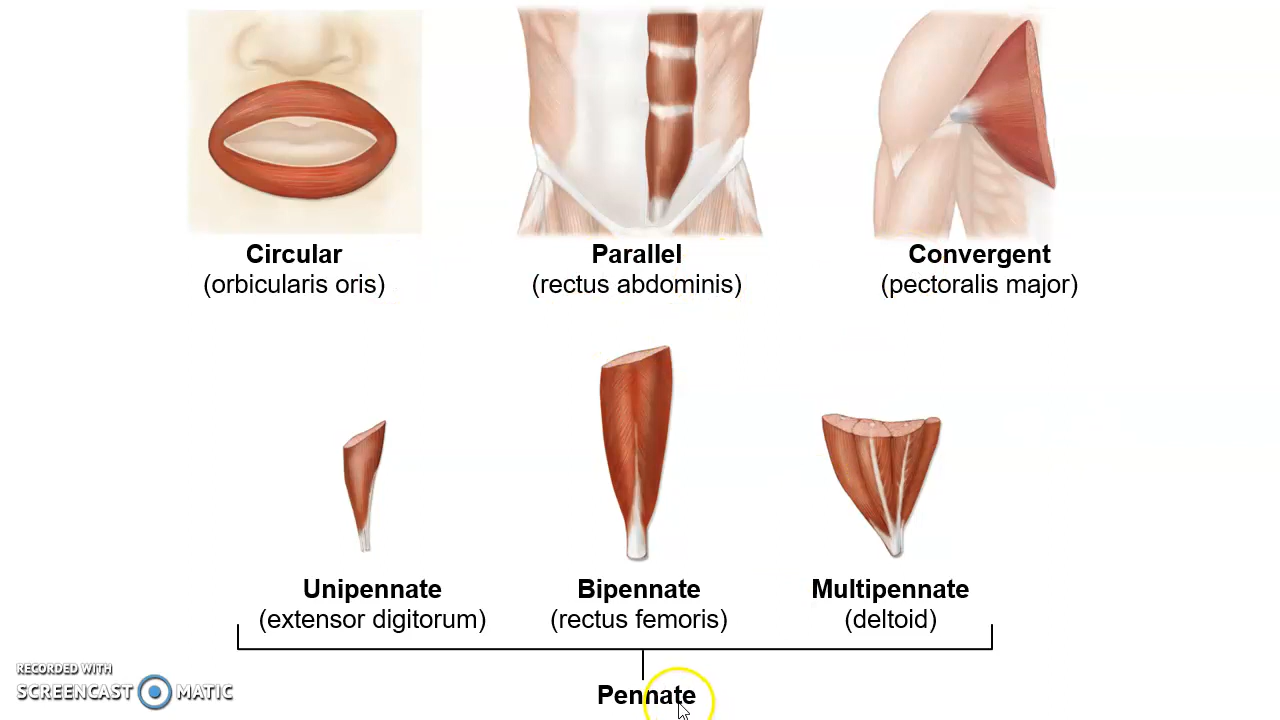 Circular
(orbicularis oris)
Parallel
(rectus abdominis)
Convergent
(pectoralis major)
Unipennate
(extensor digitorum)
Bipennate
(rectus femoris)
Multipennate
(deltoid)
Pennate
RECORDED WITH
SCREENCAST MATIC